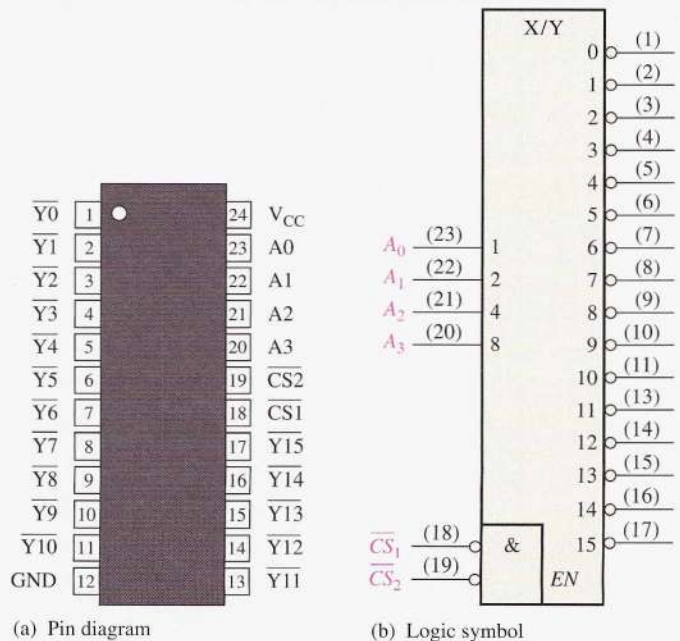 Y0 1 24 VCC
Y1 2 23 A0
Y2 3 22 A1
Y3 4 21 A2
Y4 5 20 A3
Y5 6 19 CS2
Y6 7 18 CS1
Y7 8 17 Y15
Y8 9 16 Y14
Y9 10 15 Y13
Y10 11 14 Y12
GND 12 13 Y11
(a) Pin diagram
X/Y
0 (1)
1 (2)
2 (3)
3 (4)
4 (5)
5 (6)
A0 (23) 1 6 (7)
A1 (22) 2 7 (8)
A2 (21) 4 8 (9)
A3 (20) 8 9 (10)
10 (11)
11 (13)
12 (14)
13 (15)
14 (16)
15 (17)
CS1 (18) &
CS2 (19) EN
(b) Logic symbol